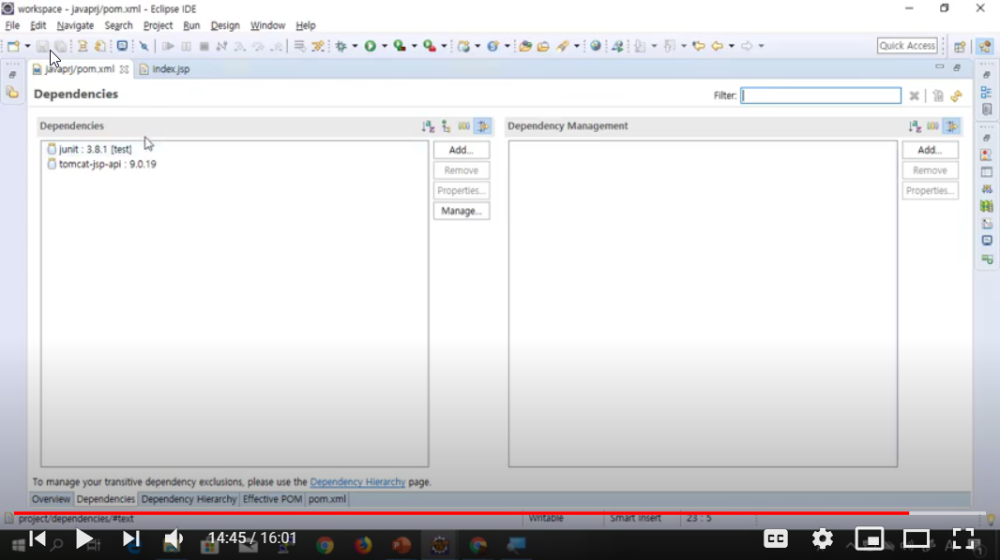 workspace - javaprj/pom.xml - Eclipse IDE
File Edit Navigate Search Project Run Design Window Help
Quick Access
javaprj/pom.xml index.jsp
Dependencies
Filter:
Dependencies
Dependency Management
junit : 3.8.1 [test]
tomcat-jsp-api : 9.0.19
Add...
Remove
Properties...
Manage...
Add...
Remove
Properties...
To manage your transitive dependency exclusions, please use the Dependency Hierarchy page.
Overview Dependencies Dependency Hierarchy Effective POM pom.xml
project/dependencies/#text Writable Smart Insert 23 : 5
14:45 / 16:01
CC